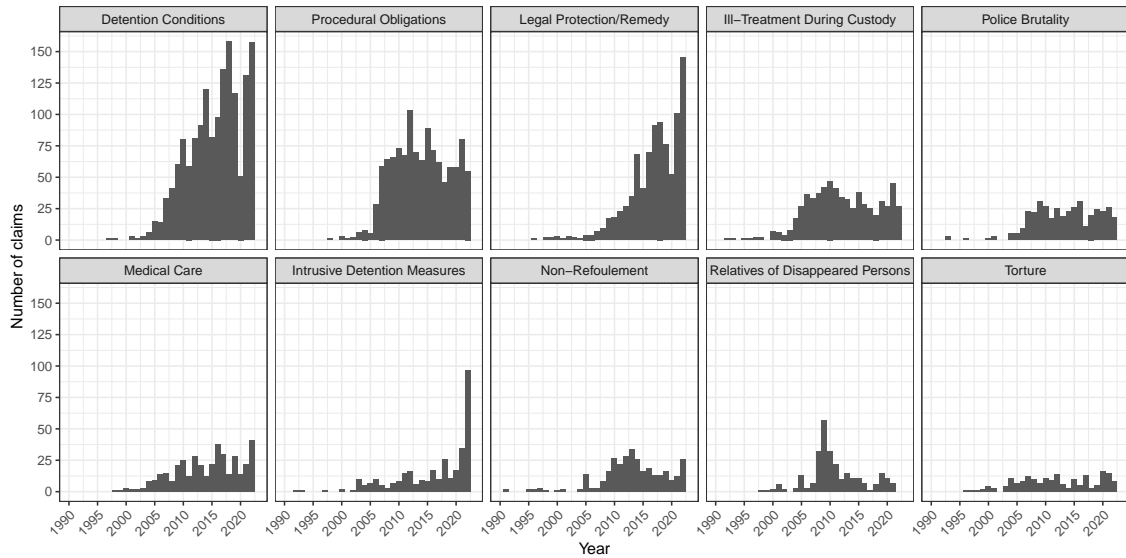 Detention Conditions
Procedural Obligations
Legal Protection/Remedy
Ill−Treatment During Custody
Police Brutality
150
125
100
75
50
25
0
Medical Care
Intrusive Detention Measures
Non−Refoulement
Relatives of Disappeared Persons
Torture
150
125
100
75
50
25
0
Number of claims
1990 1995 2000 2005 2010 2015 2020
1990 1995 2000 2005 2010 2015 2020
1990 1995 2000 2005 2010 2015 2020
1990 1995 2000 2005 2010 2015 2020
1990 1995 2000 2005 2010 2015 2020
Year